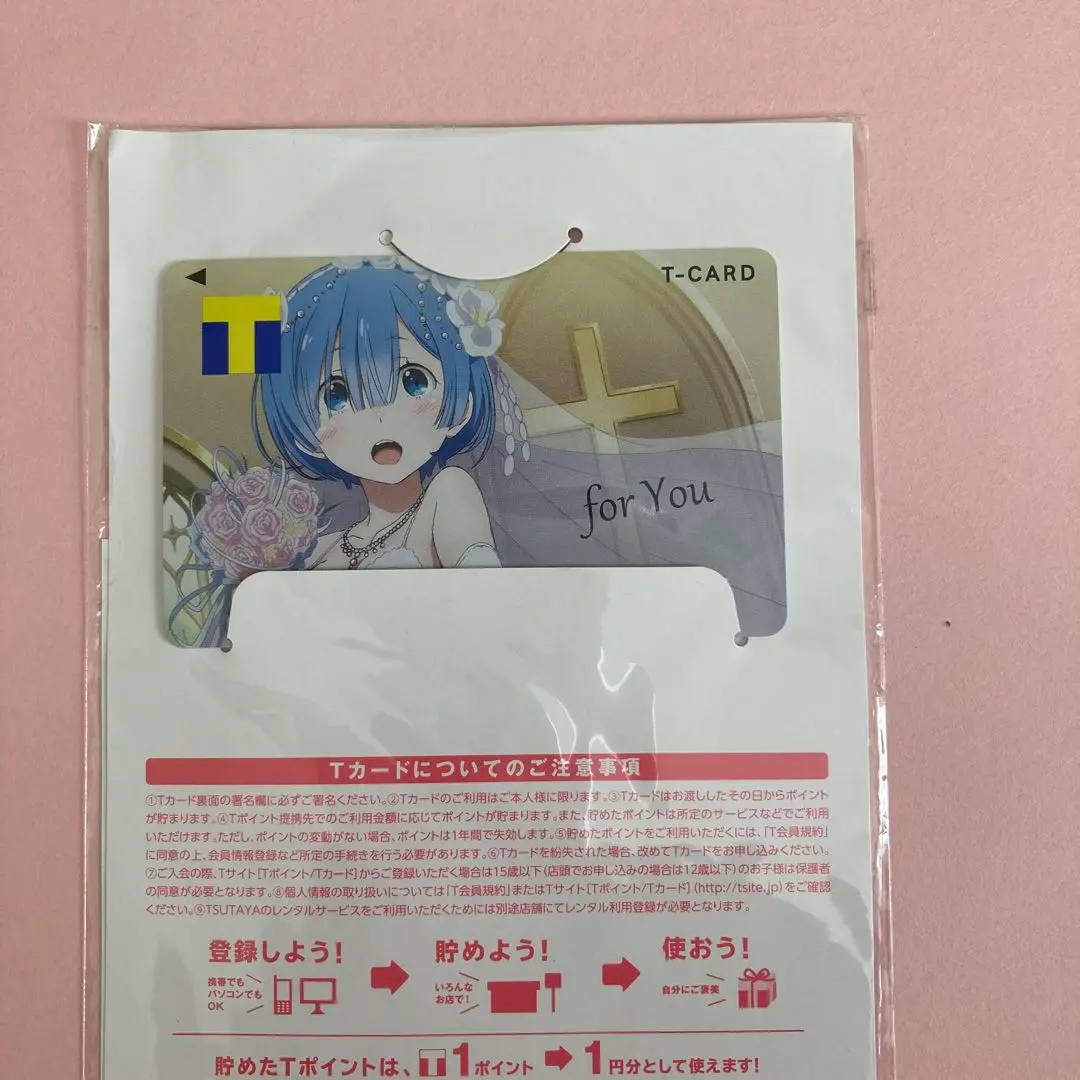 T-CARD
T
for You
Tカードについてのご注意事項
①Tカード裏面の署名欄に必ずご署名ください。②Tカードのご利用はご本人様に限ります。③Tカードはお渡ししたその日からポイント
が貯まります。④Tポイント提携先でのご利用金額に応じてポイントが貯まります。また、貯めたポイントは所定のサービスなどでご利用
いただけます。ただし、ポイントの変動がない場合、ポイントは1年間で失効します。⑤貯めたポイントをご利用いただくには、「T会員規約」
に同意の上、会員情報登録など所定の手続きを行う必要があります。⑥Tカードを紛失された場合、改めてTカードをお申し込みください。
⑦ご入会の際、Tサイト[Tポイント/Tカード]からご登録いただく場合は15歳以下(店頭でお申し込みの場合は12歳以下)のお子様は保護者
の同意が必要となります。⑧個人情報の取り扱いについては「T会員規約」またはTサイト[Tポイント/Tカード](http://tsite.jp)をご確認
ください。⑨TSUTAYAのレンタルサービスをご利用いただくためには別途店舗にてレンタル利用登録が必要となります。
登録しよう!
携帯でも
パソコンでも
OK
貯めよう!
いろんな
お店で!
使おう!
自分にご褒美
貯めたTポイントは、T1ポイント➡1円分として使えます!